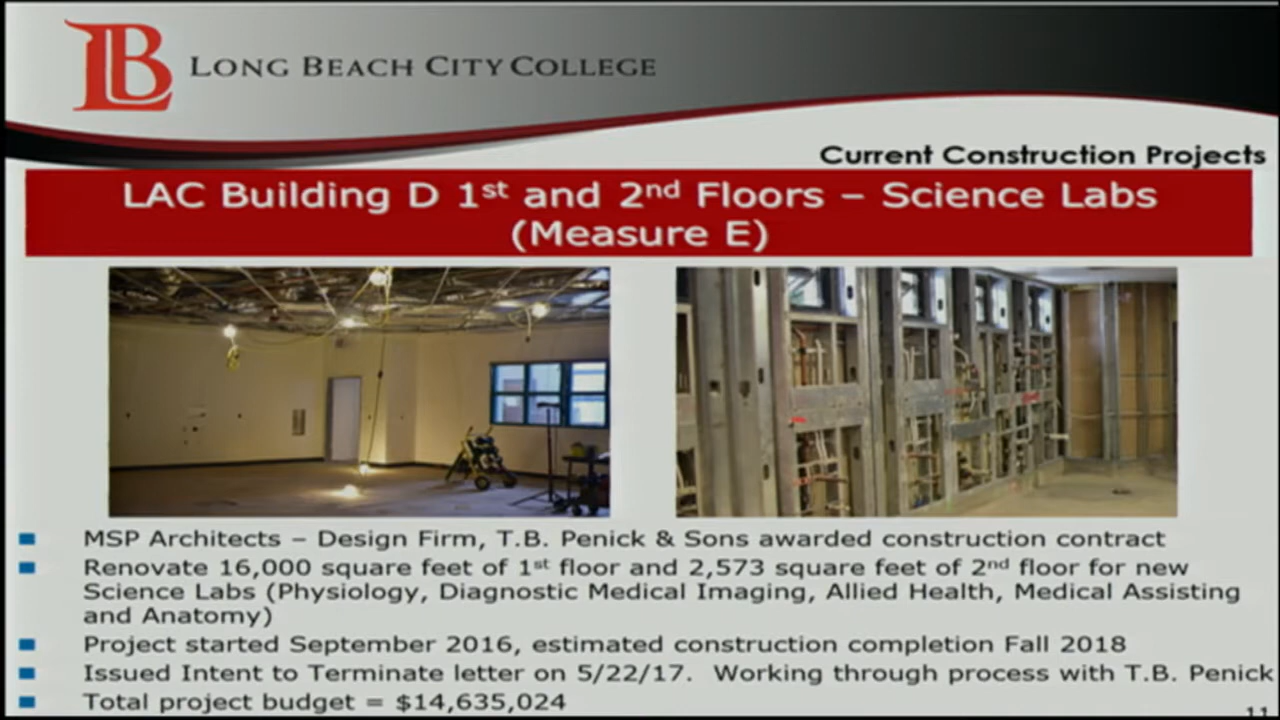 LB LONG BEACH CITY COLLEGE
Current Construction Projects
LAC Building D 1st and 2nd Floors – Science Labs
(Measure E)
MSP Architects – Design Firm, T.B. Penick & Sons awarded construction contract
Renovate 16,000 square feet of 1st floor and 2,573 square feet of 2nd floor for new
Science Labs (Physiology, Diagnostic Medical Imaging, Allied Health, Medical Assisting
and Anatomy)
Project started September 2016, estimated construction completion Fall 2018
Issued Intent to Terminate letter on 5/22/17. Working through process with T.B. Penick
Total project budget = $14,635,024
11